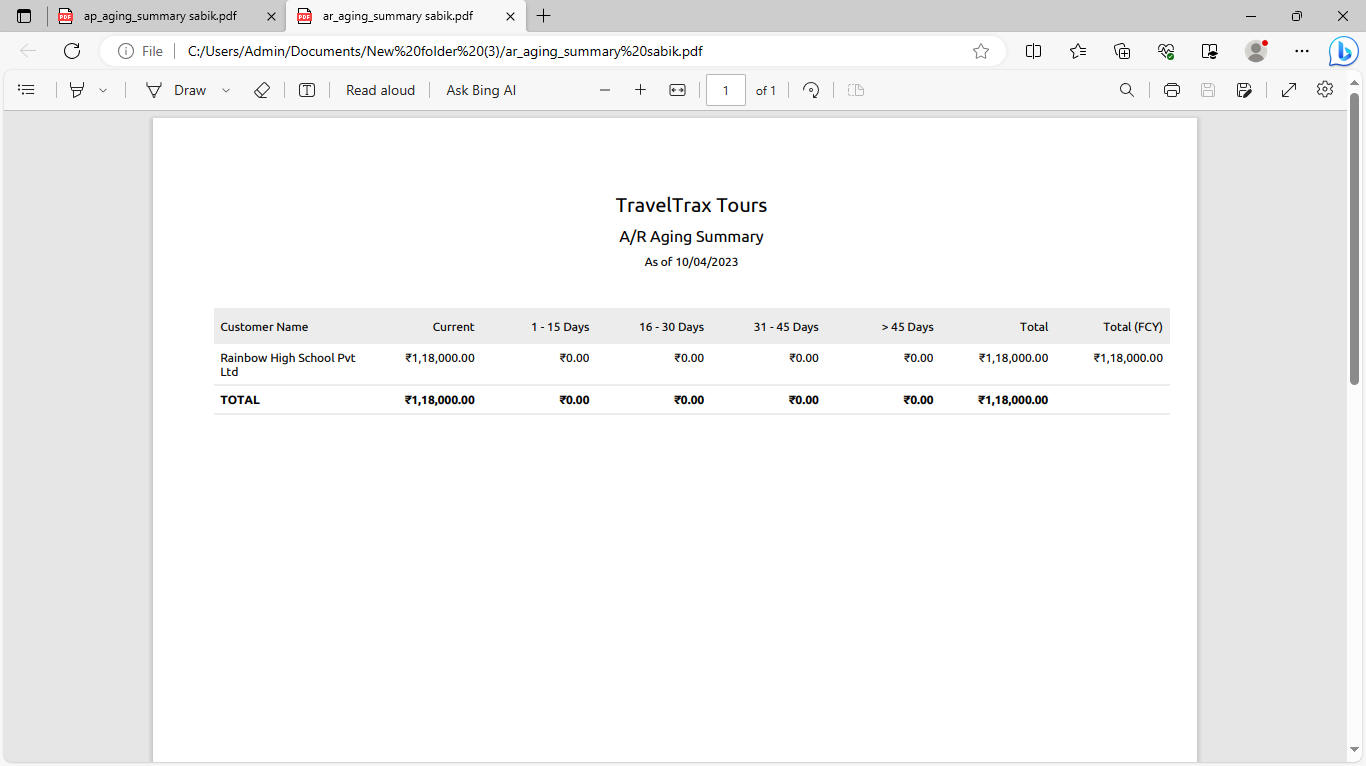 ap_aging_summary sabik.pdf
ar_aging_summary sabik.pdf
File C:/Users/Admin/Documents/New%20folder%20(3)/ar_aging_summary%20sabik.pdf
Draw Read aloud Ask Bing AI 1 of 1
TravelTrax Tours
A/R Aging Summary
As of 10/04/2023
Customer Name Current 1 - 15 Days 16 - 30 Days 31 - 45 Days > 45 Days Total Total (FCY)
Rainbow High School Pvt ₹1,18,000.00 ₹0.00 ₹0.00 ₹0.00 ₹0.00 ₹1,18,000.00 ₹1,18,000.00
Ltd
TOTAL ₹1,18,000.00 ₹0.00 ₹0.00 ₹0.00 ₹0.00 ₹1,18,000.00